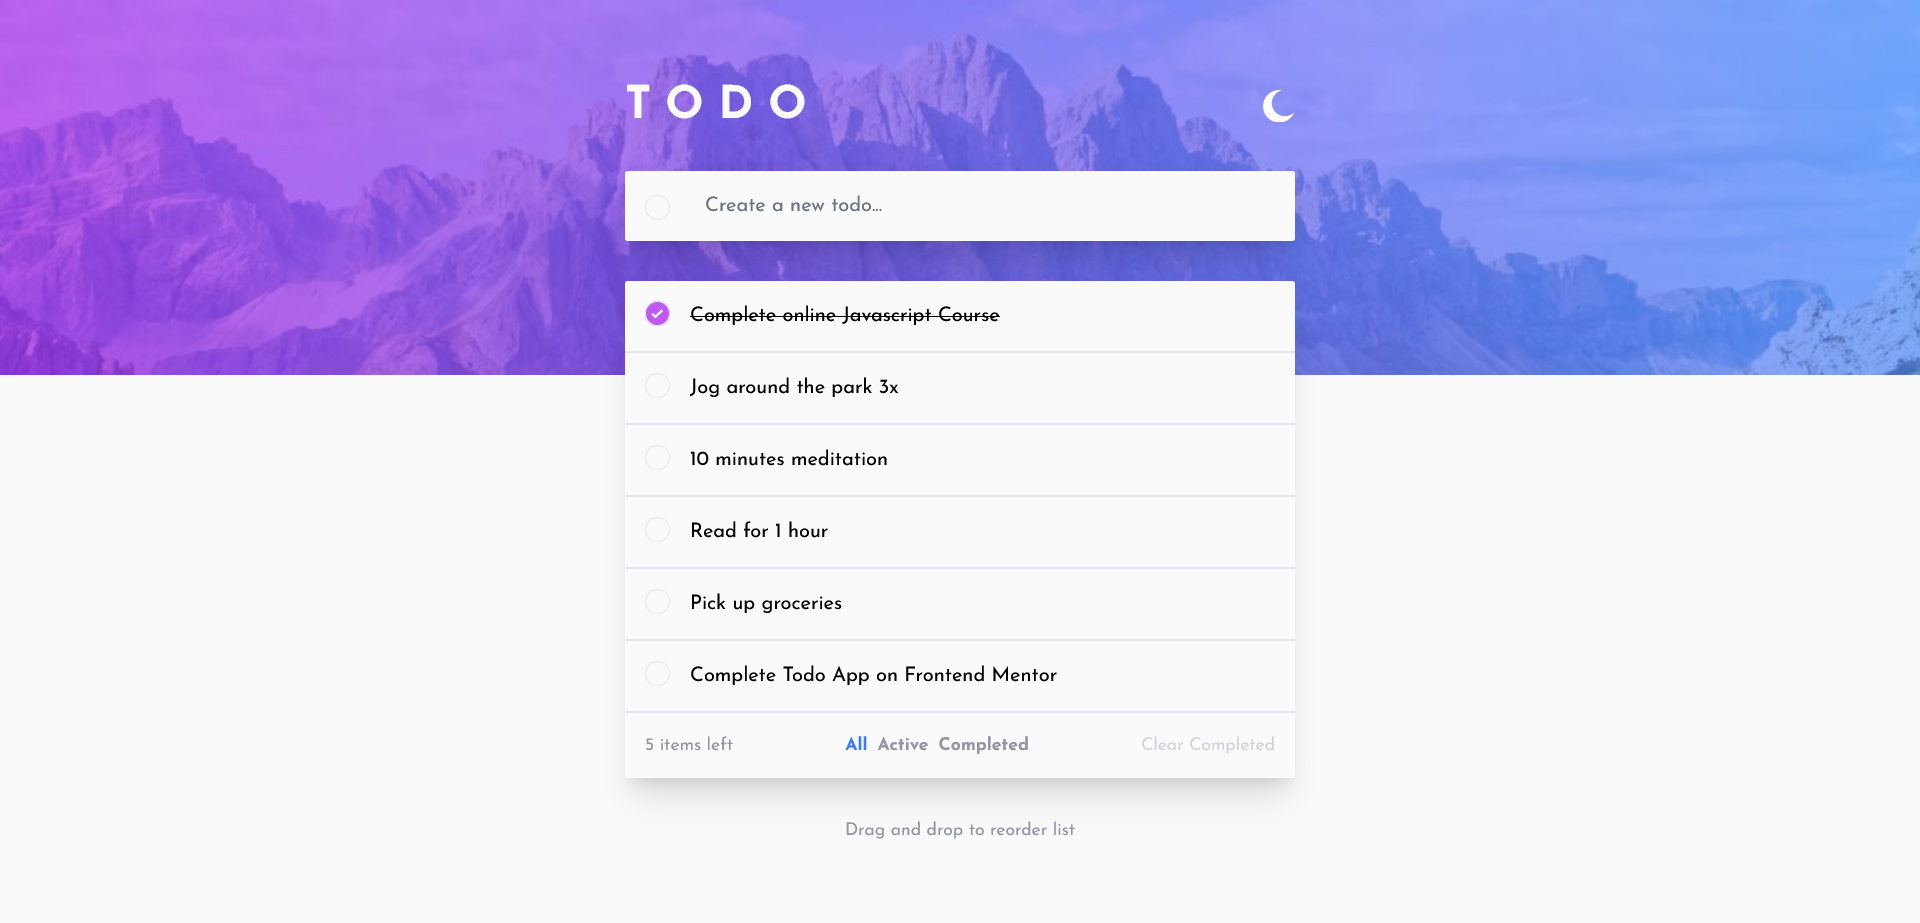 TODO
Create a new todo...
Complete online Javascript Course
Jog around the park 3x
10 minutes meditation
Read for 1 hour
Pick up groceries
Complete Todo App on Frontend Mentor
5 items left All Active Completed Clear Completed
Drag and drop to reorder list